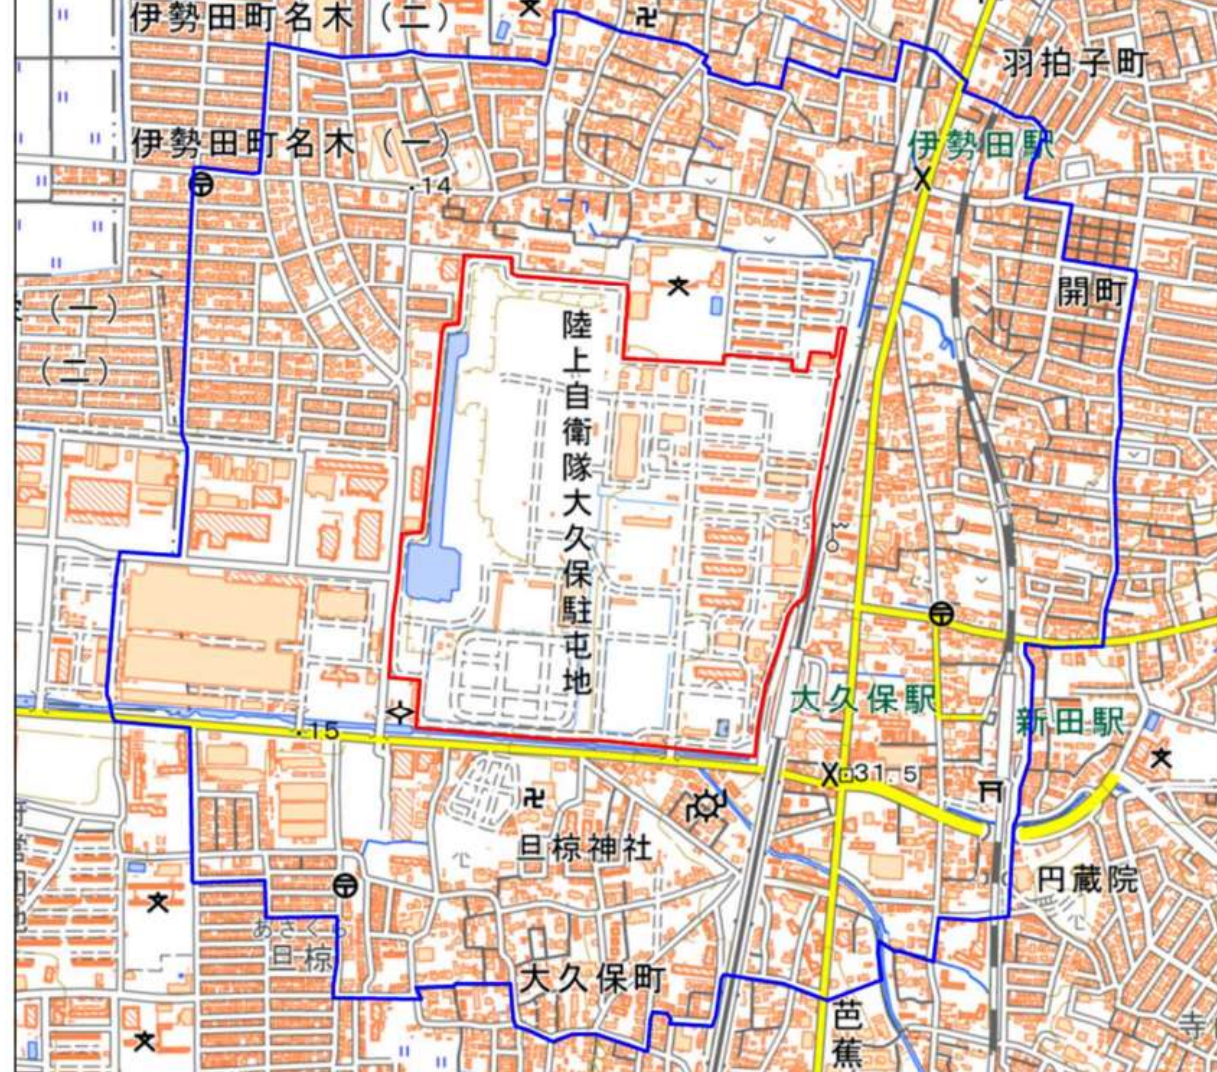 伊勢田町名木（二）
羽拍子町
伊勢田町名木（一）
伊勢田駅
・14
開町
（一）
（二）
陸上自衛隊大久保駐屯地
大久保駅
新田駅
・15
31.5
旦椋神社
円蔵院
あさくら
旦椋
大久保町
芭蕉
寺